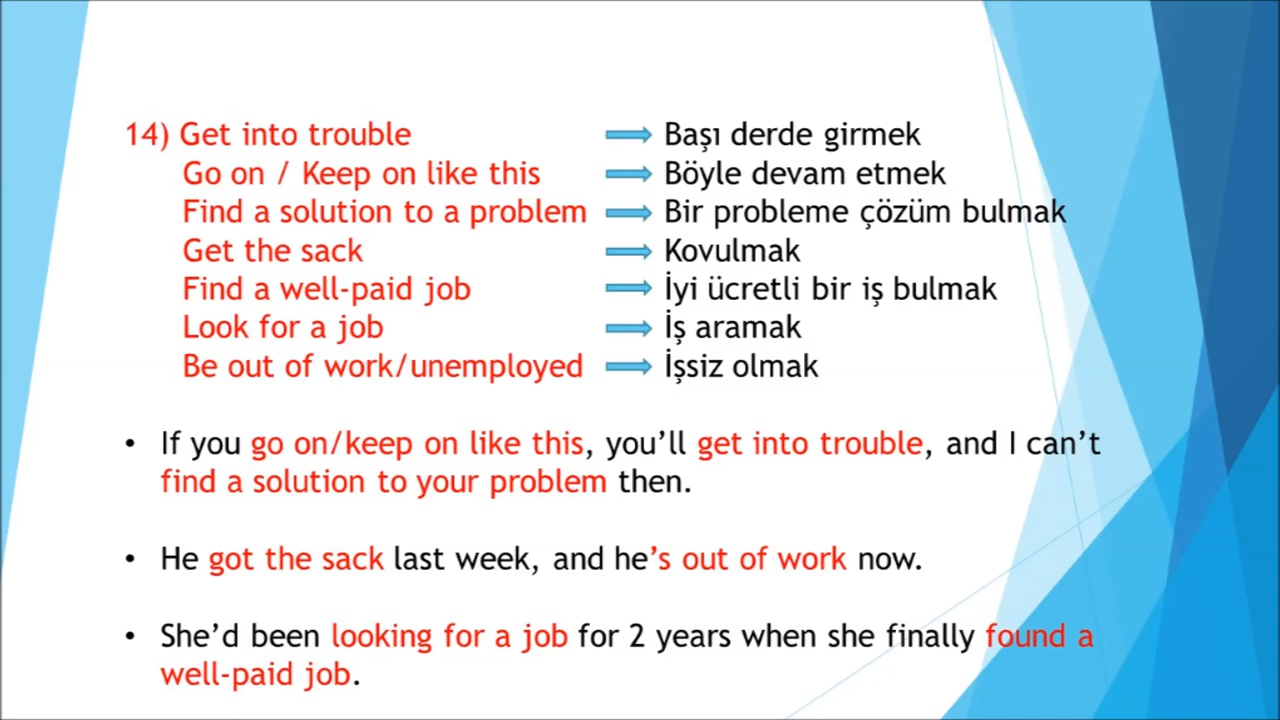 14) Get into trouble Başı derde girmek
Go on / Keep on like this Böyle devam etmek
Find a solution to a problem Bir probleme çözüm bulmak
Get the sack Kovulmak
Find a well-paid job İyi ücretli bir iş bulmak
Look for a job İş aramak
Be out of work/unemployed İşsiz olmak
• If you go on/keep on like this, you’ll get into trouble, and I can’t
find a solution to your problem then.
• He got the sack last week, and he’s out of work now.
• She’d been looking for a job for 2 years when she finally found a
well-paid job.